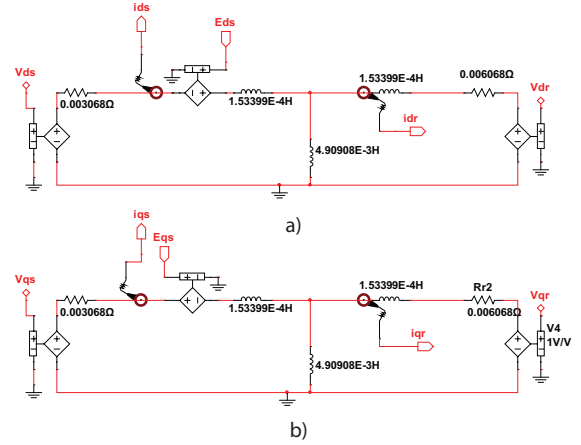 ids
Eds
Vds
0.003068Ω
1.53399E-4H
1.53399E-4H
0.006068Ω
Vdr
idr
4.90908E-3H
a)
iqs
Eqs
Vqs
0.003068Ω
1.53399E-4H
1.53399E-4H
Rr2
0.006068Ω
Vqr
V4
1V/V
iqr
4.90908E-3H
b)